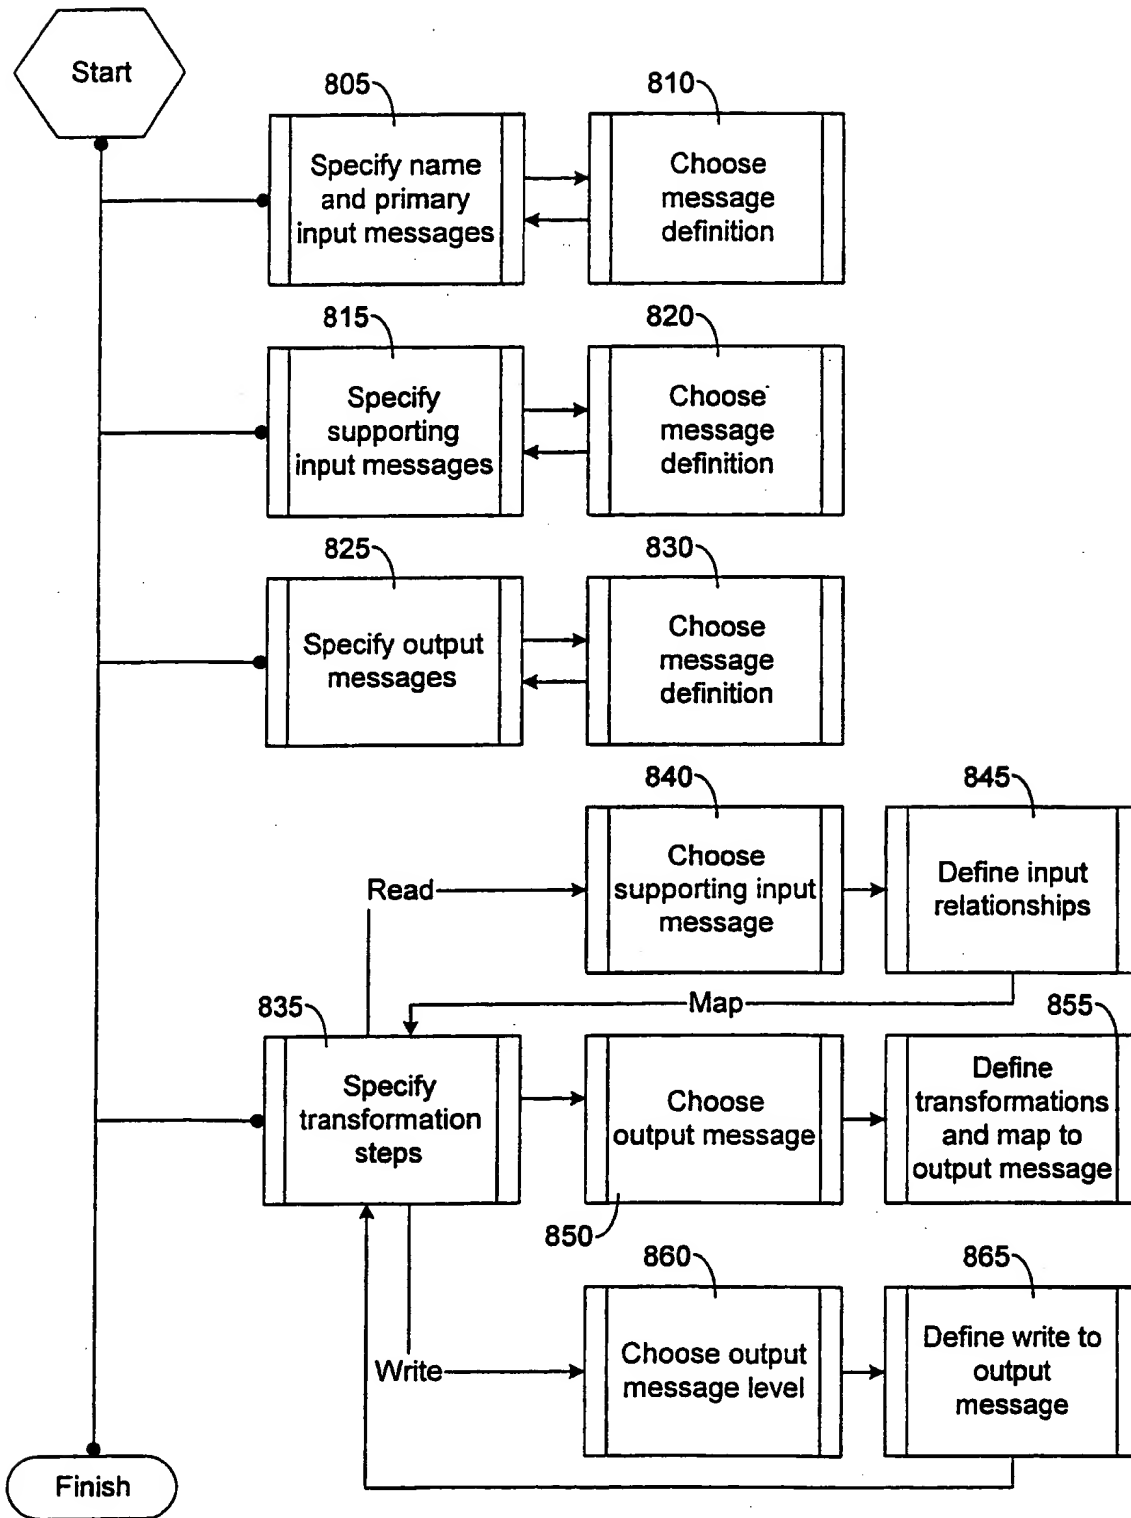 Start
805
810
Specify name
and primary
input messages
Choose
message
definition
815
820
Specify
supporting
input messages
Choose
message
definition
825
830
Specify output
messages
Choose
message
definition
840
845
Read
Choose
supporting input
message
Define input
relationships
Map
835
855
Specify
transformation
steps
Choose
output message
Define
transformations
and map to
output message
850
860
865
Write
Choose output
message level
Define write to
output
message
Finish